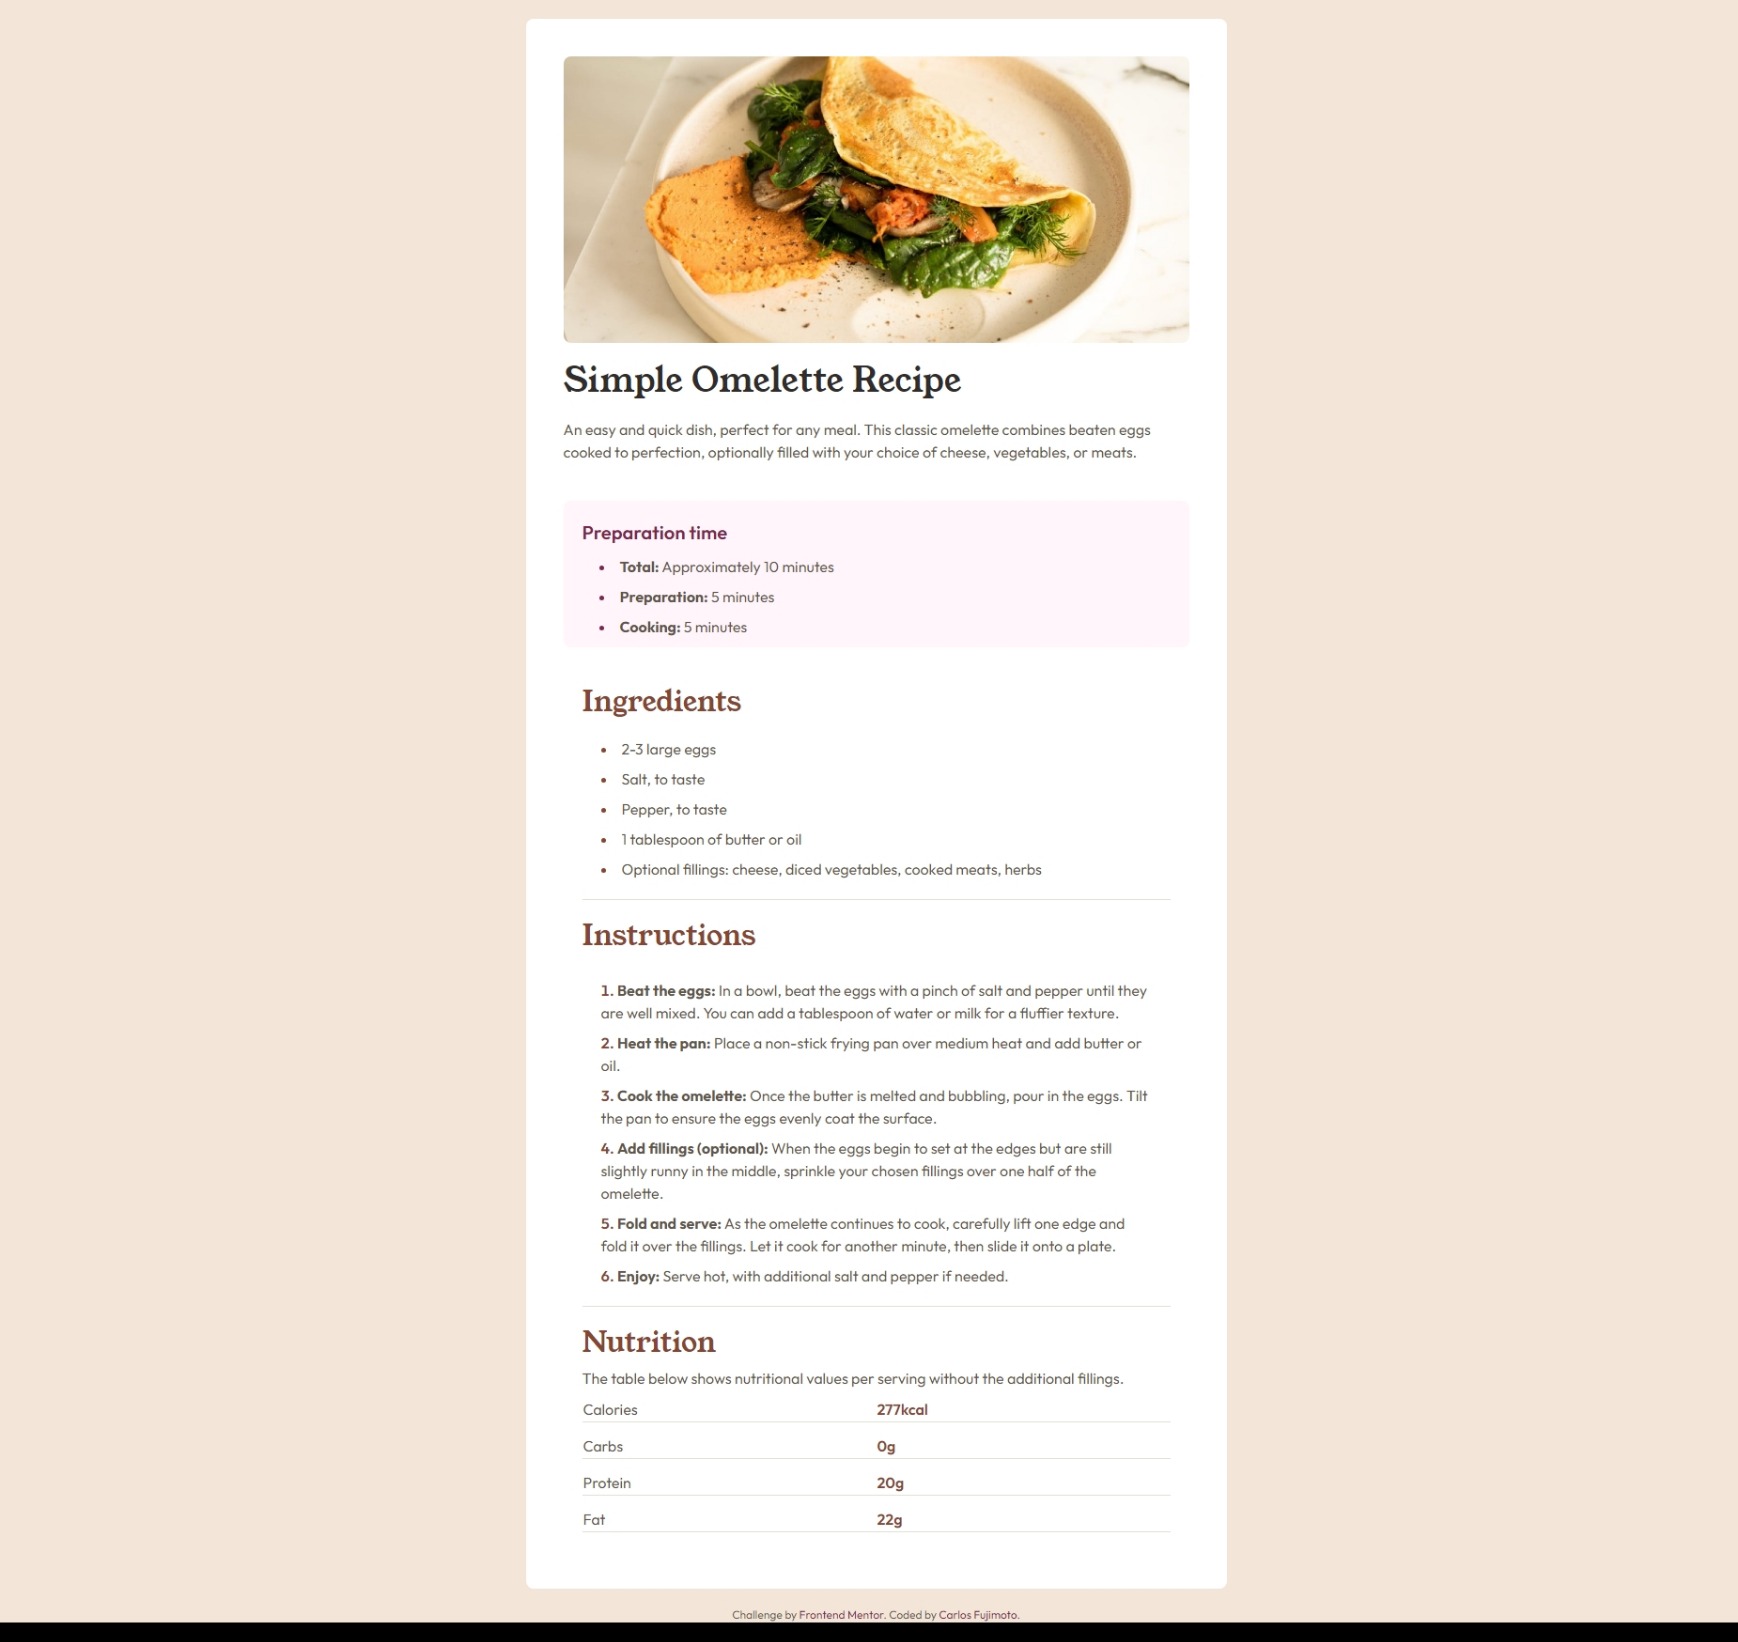 Simple Omelette Recipe
An easy and quick dish, perfect for any meal. This classic omelette combines beaten eggs
cooked to perfection, optionally filled with your choice of cheese, vegetables, or meats.
Preparation time
• Total: Approximately 10 minutes
• Preparation: 5 minutes
• Cooking: 5 minutes
Ingredients
• 2-3 large eggs
• Salt, to taste
• Pepper, to taste
• 1 tablespoon of butter or oil
• Optional fillings: cheese, diced vegetables, cooked meats, herbs
Instructions
1. Beat the eggs: In a bowl, beat the eggs with a pinch of salt and pepper until they
are well mixed. You can add a tablespoon of water or milk for a fluffier texture.
2. Heat the pan: Place a non-stick frying pan over medium heat and add butter or
oil.
3. Cook the omelette: Once the butter is melted and bubbling, pour in the eggs. Tilt
the pan to ensure the eggs evenly coat the surface.
4. Add fillings (optional): When the eggs begin to set at the edges but are still
slightly runny in the middle, sprinkle your chosen fillings over one half of the
omelette.
5. Fold and serve: As the omelette continues to cook, carefully lift one edge and
fold it over the fillings. Let it cook for another minute, then slide it onto a plate.
6. Enjoy: Serve hot, with additional salt and pepper if needed.
Nutrition
The table below shows nutritional values per serving without the additional fillings.
Calories 277kcal
Carbs 0g
Protein 20g
Fat 22g
Challenge by Frontend Mentor. Coded by Carlos Fujimoto.